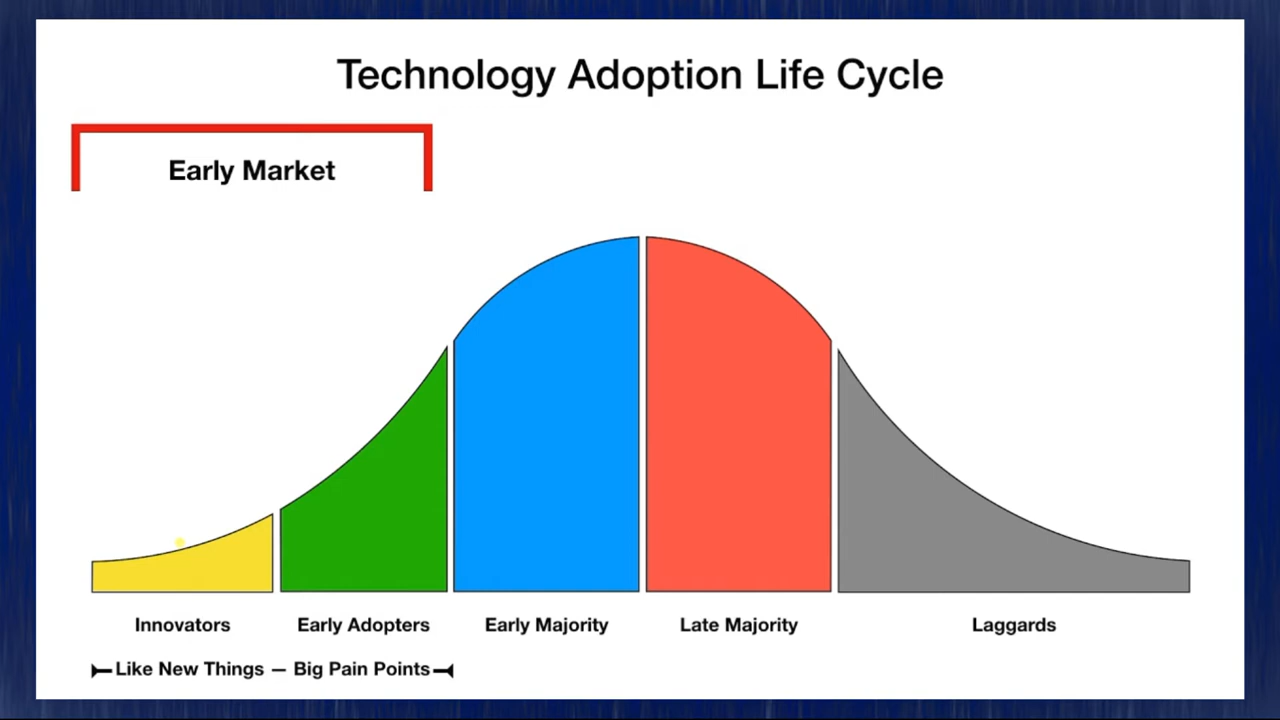 Technology Adoption Life Cycle
Early Market
Innovators Early Adopters Early Majority Late Majority Laggards
Like New Things — Big Pain Points